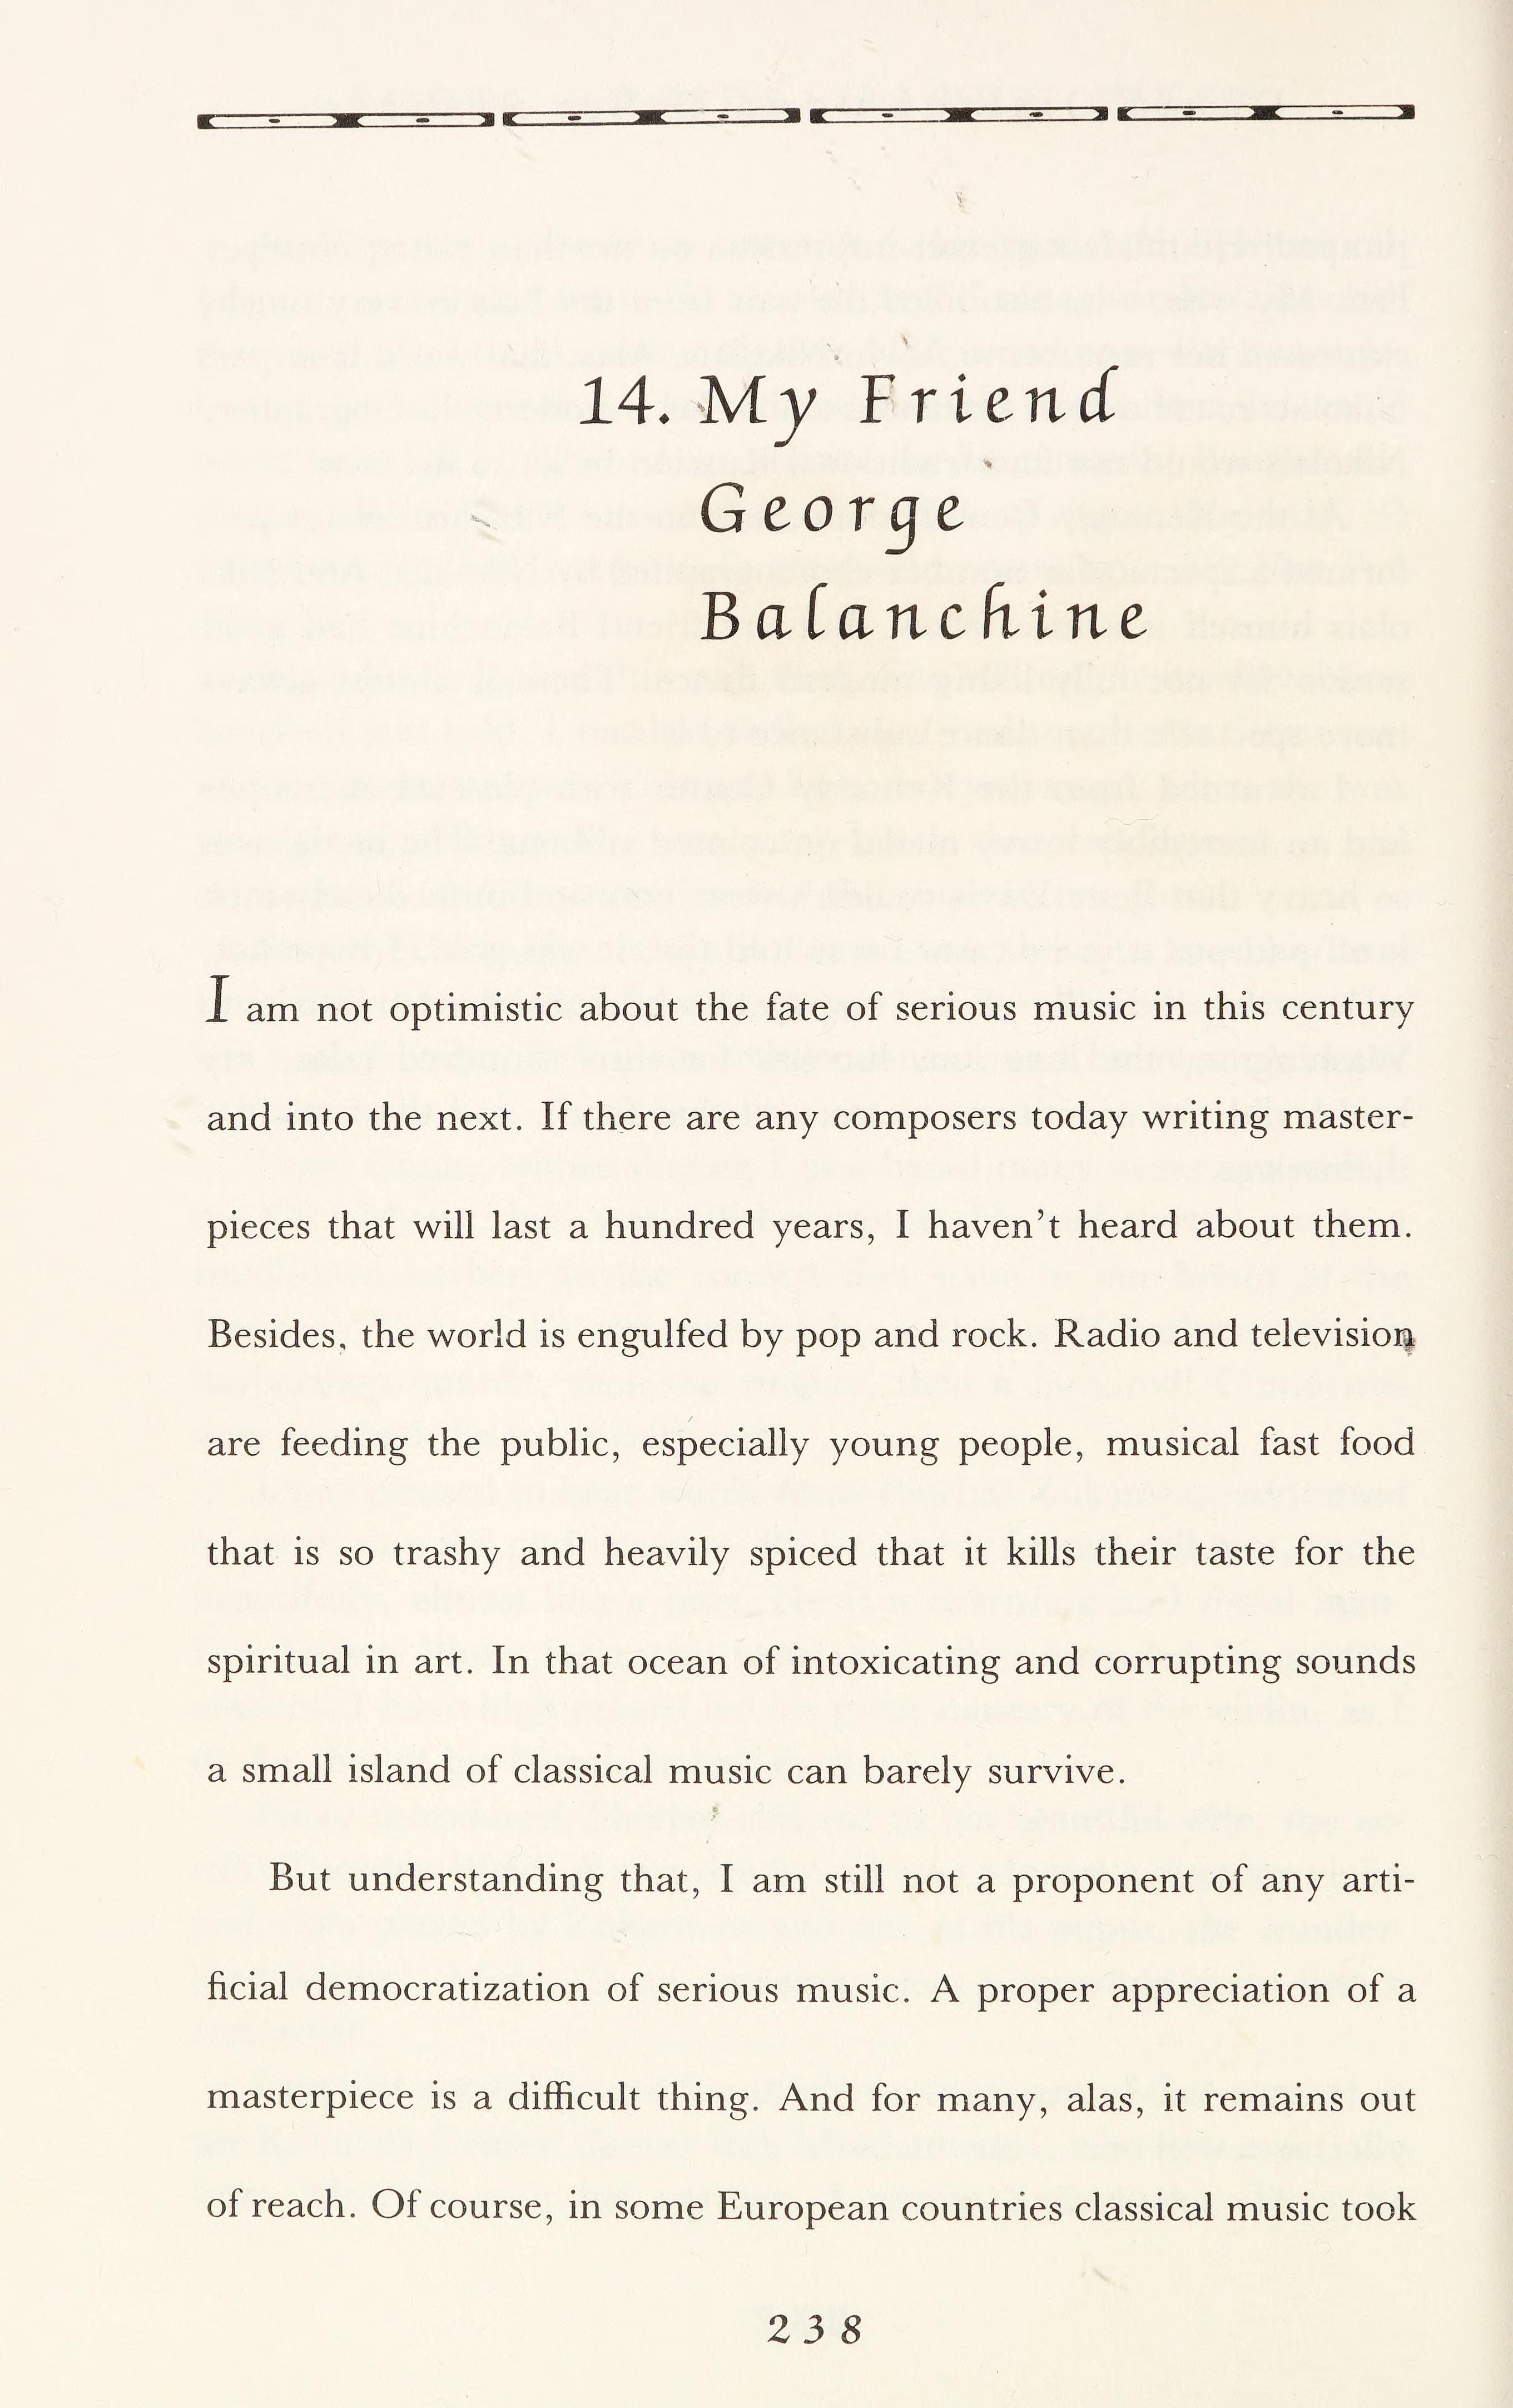 14. My Friend
George
Balanchine
I am not optimistic about the fate of serious music in this century
and into the next. If there are any composers today writing master-
pieces that will last a hundred years, I haven't heard about them.
Besides, the world is engulfed by pop and rock. Radio and television
are feeding the public, especially young people, musical fast food
that is so trashy and heavily spiced that it kills their taste for the
spiritual in art. In that ocean of intoxicating and corrupting sounds
a small island of classical music can barely survive.
But understanding that, I am still not a proponent of any arti-
ficial democratization of serious music. A proper appreciation of a
masterpiece is a difficult thing. And for many, alas, it remains out
of reach. Of course, in some European countries classical music took
238